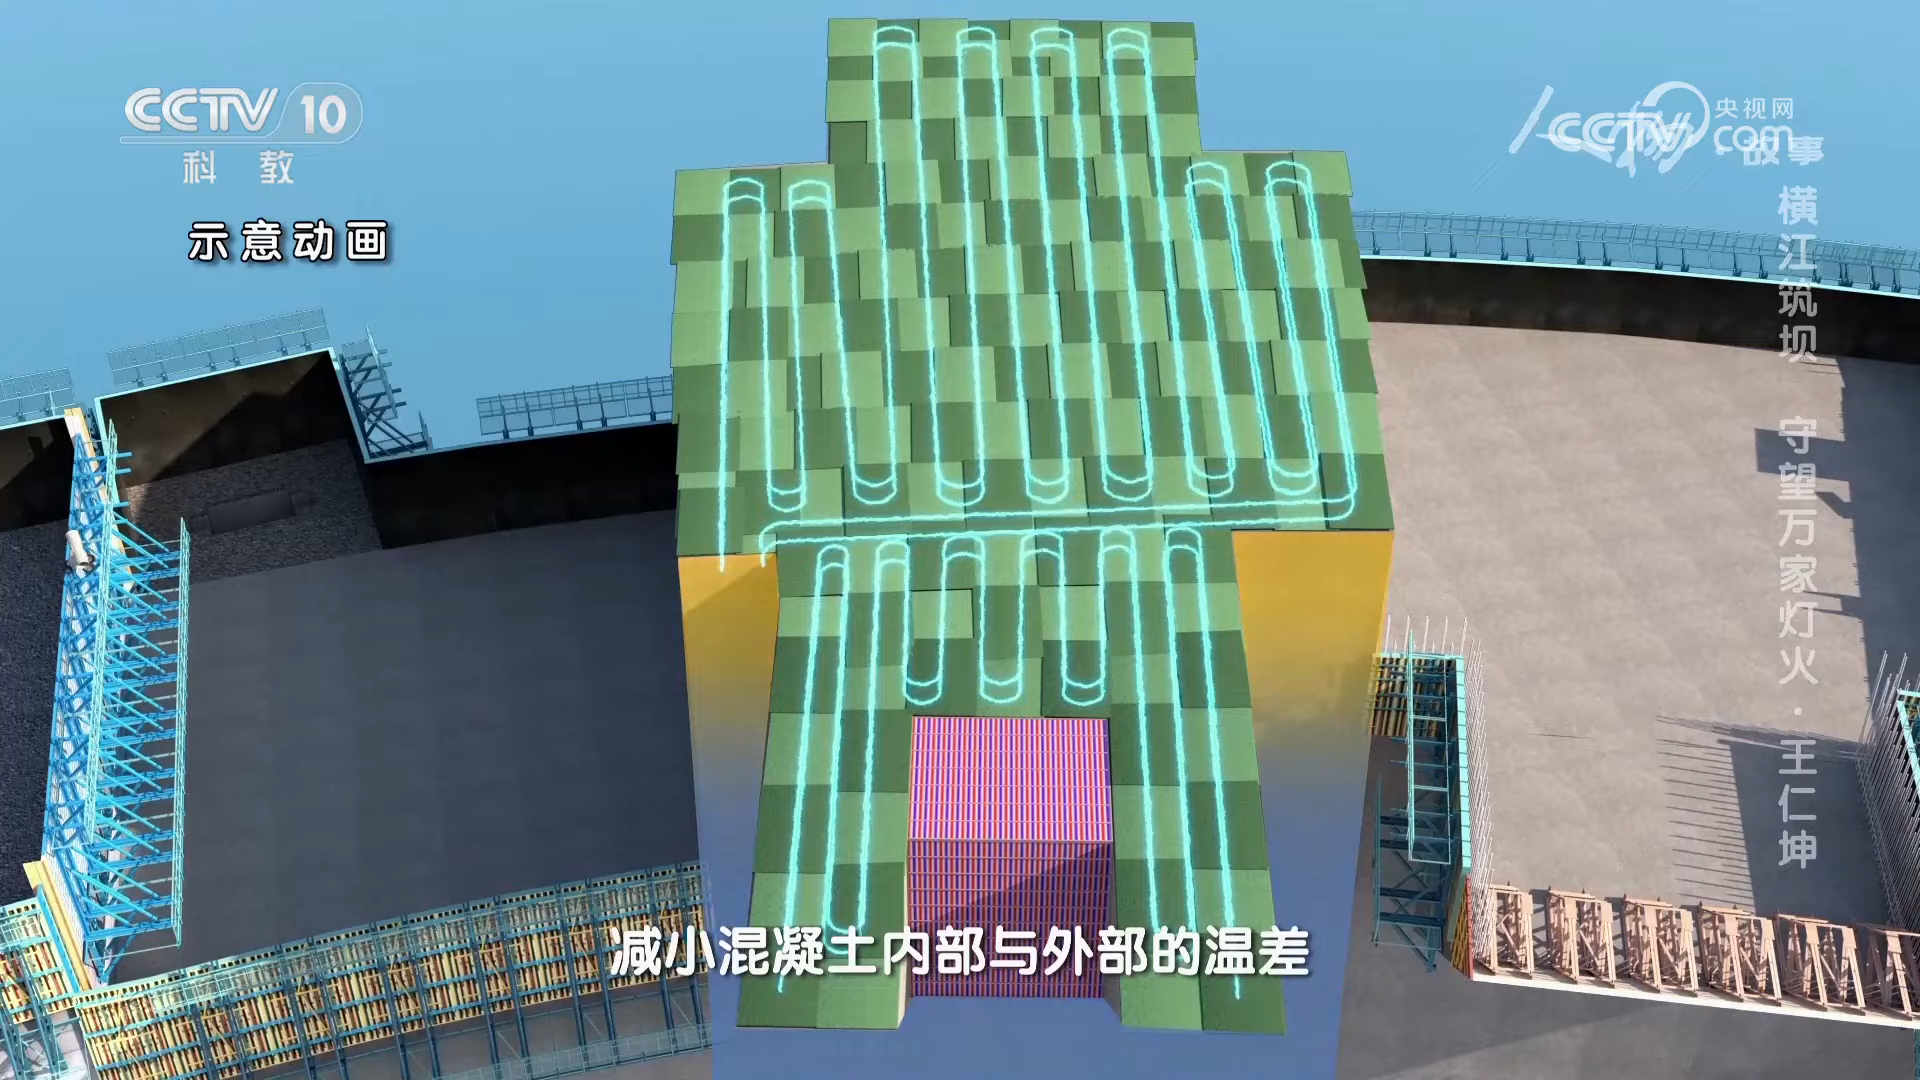 CCTV 10
科教
示意动画
人物·故事
CCTV.com
央视网
横江筑坝 守望万家灯火·王仁坤
减小混凝土内部与外部的温差